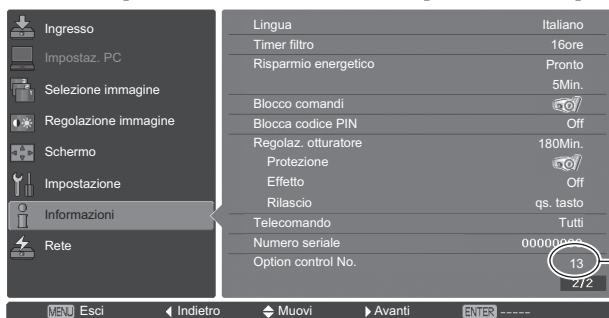 Ingresso
Impostaz. PC
Selezione immagine
Regolazione immagine
Schermo
Impostazione
Informazioni
Rete
Lingua Italiano
Timer filtro 16ore
Risparmio energetico Pronto
5Min.
Blocco comandi
Blocca codice PIN Off
Regolaz. otturatore 180Min.
Protezione
Effetto Off
Rilascio qs. tasto
Telecomando Tutti
Numero seriale
Option control No. 13
2/2
MENU Esci Indietro Muovi Avanti ENTER -----